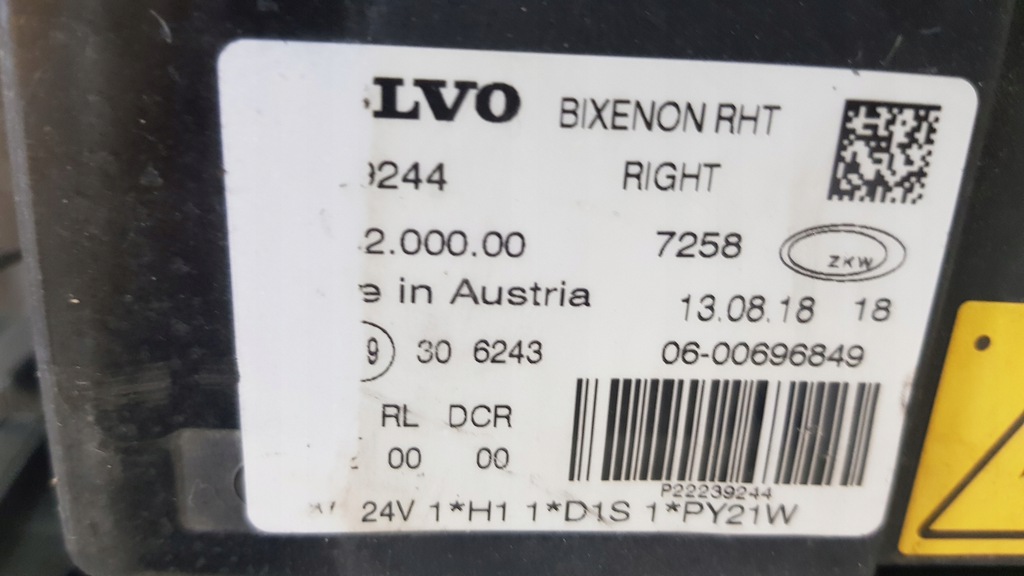 LVO BIXENON RHT
9244 RIGHT
2.000.00 7258 ZKW
e in Austria 13.08.18 18
9 30 6243 06-00696849
RL DCR
00 00
P22239244
24V 1*H1 1*D1S 1*PY21W